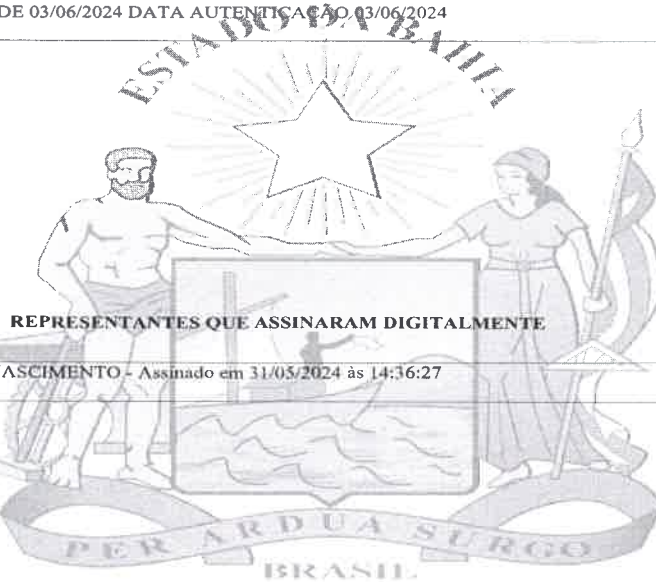 DE 03/06/2024 DATA AUTENTICAÇÃO 03/06/2024
ESTADO DA BAHIA
REPRESENTANTES QUE ASSINARAM DIGITALMENTE
ASCIMENTO - Assinado em 31/05/2024 às 14:36:27
PER ARDUA SURGO
BRASIL